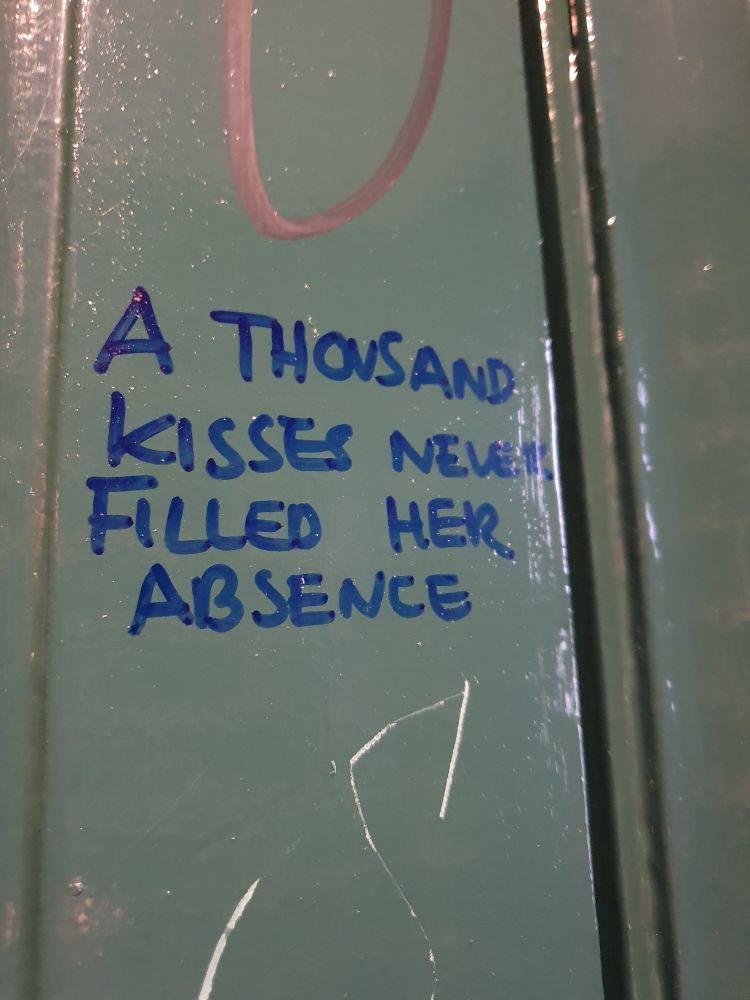 A THOUSAND
KISSES NEVER
FILLED HER
ABSENCE